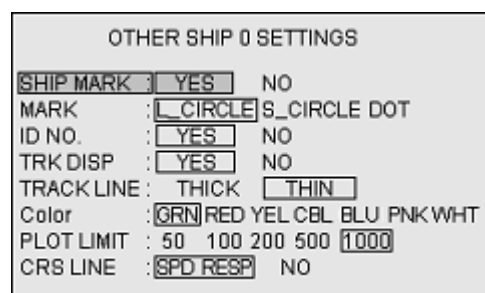 OTHER SHIP 0 SETTINGS
SHIP MARK : YES NO
MARK : L_CIRCLE S_CIRCLE DOT
ID NO. : YES NO
TRK DISP : YES NO
TRACK LINE : THICK THIN
Color : GRN RED YEL CBL BLU PNK WHT
PLOT LIMIT : 50 100 200 500 1000
CRS LINE : SPD RESP NO